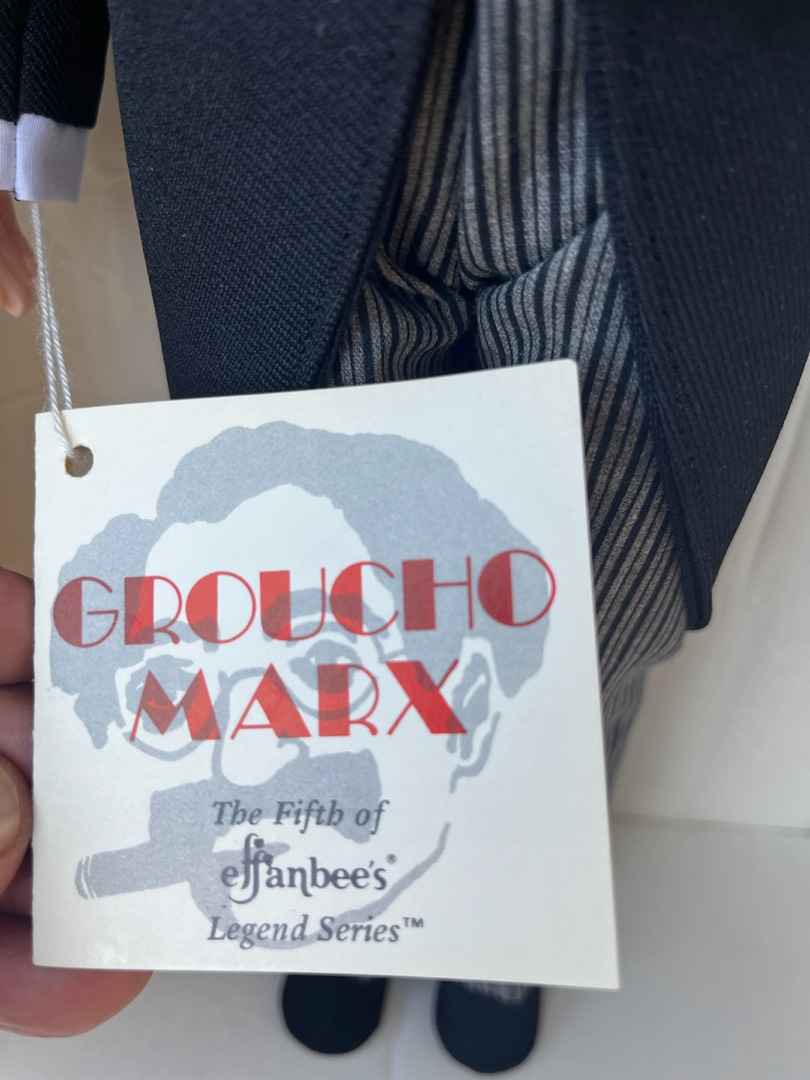 GROUCHO
MARX
The Fifth of
effanbee's®
Legend Series™